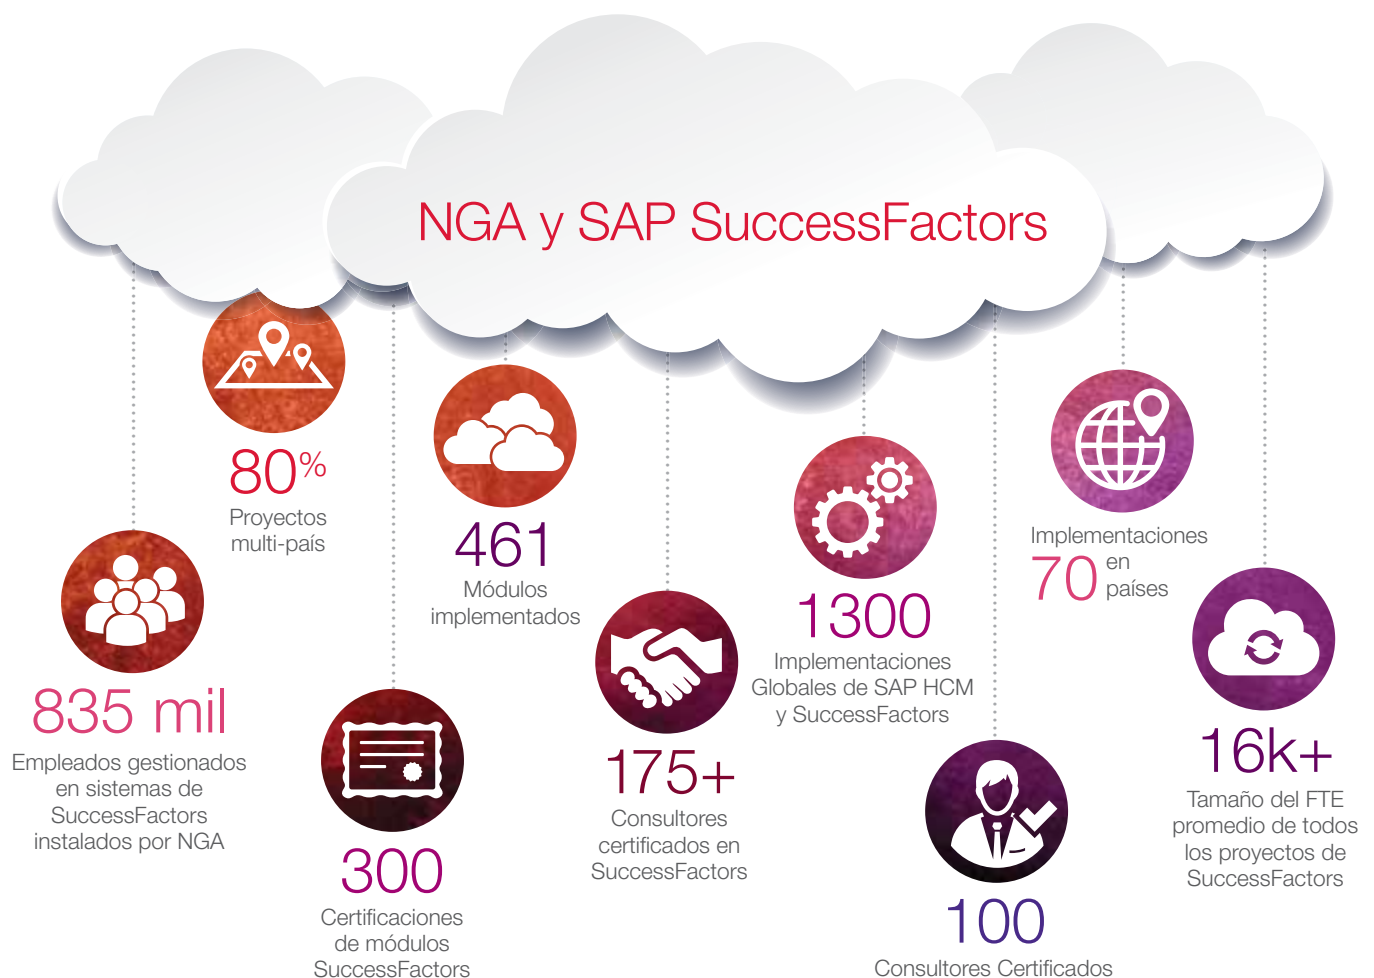 NGA y SAP SuccessFactors
80%
Proyectos
multi-país
835 mil
Empleados gestionados
en sistemas de
SuccessFactors
instalados por NGA
461
Módulos
implementados
300
Certificaciones
de módulos
SuccessFactors
175+
Consultores
certificados en
SuccessFactors
1300
Implementaciones
Globales de SAP HCM
y SuccessFactors
100
Consultores Certificados
Implementaciones
70 en
países
16k+
Tamaño del FTE
promedio de todos
los proyectos de
SuccessFactors